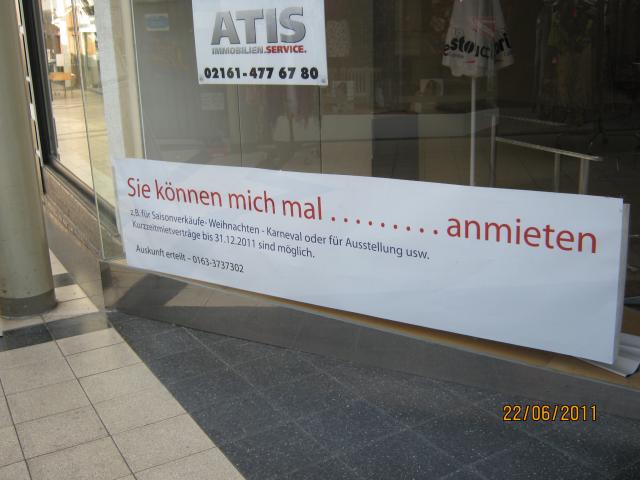 ATIS
IMMOBILIEN.SERVICE.
02161-477 67 80
Sie können mich mal ......... anmieten
z.B. für Saisonverkäufe- Weihnachten - Karneval oder für Ausstellung usw.
Kurzzeitmietverträge bis 31.12.2011 sind möglich.
Auskunft erteilt – 0163-3737302
22/06/2011